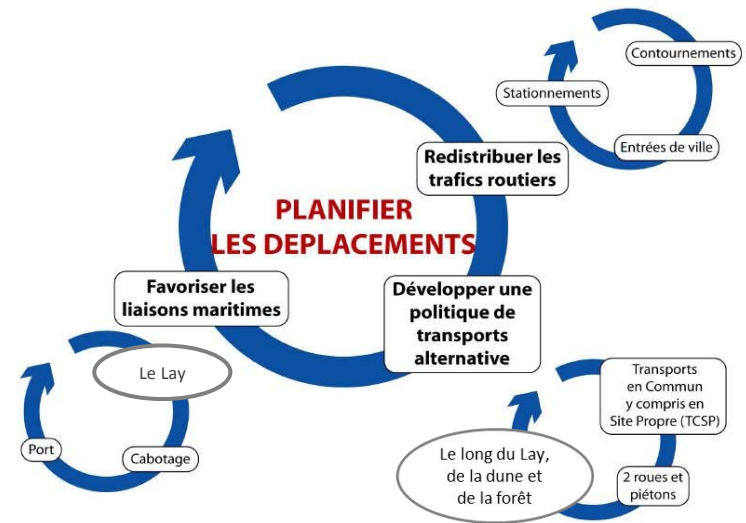 Contournements
Stationnements
Entrées de ville
Redistribuer les
trafics routiers
PLANIFIER
LES DEPLACEMENTS
Favoriser les
liaisons maritimes
Développer une
politique de
transports
alternative
Le Lay
Port
Cabotage
Transports
en Commun
y compris en
Site Propre (TCSP)
Le long du Lay,
de la dune et
de la forêt
2 roues et
piétons